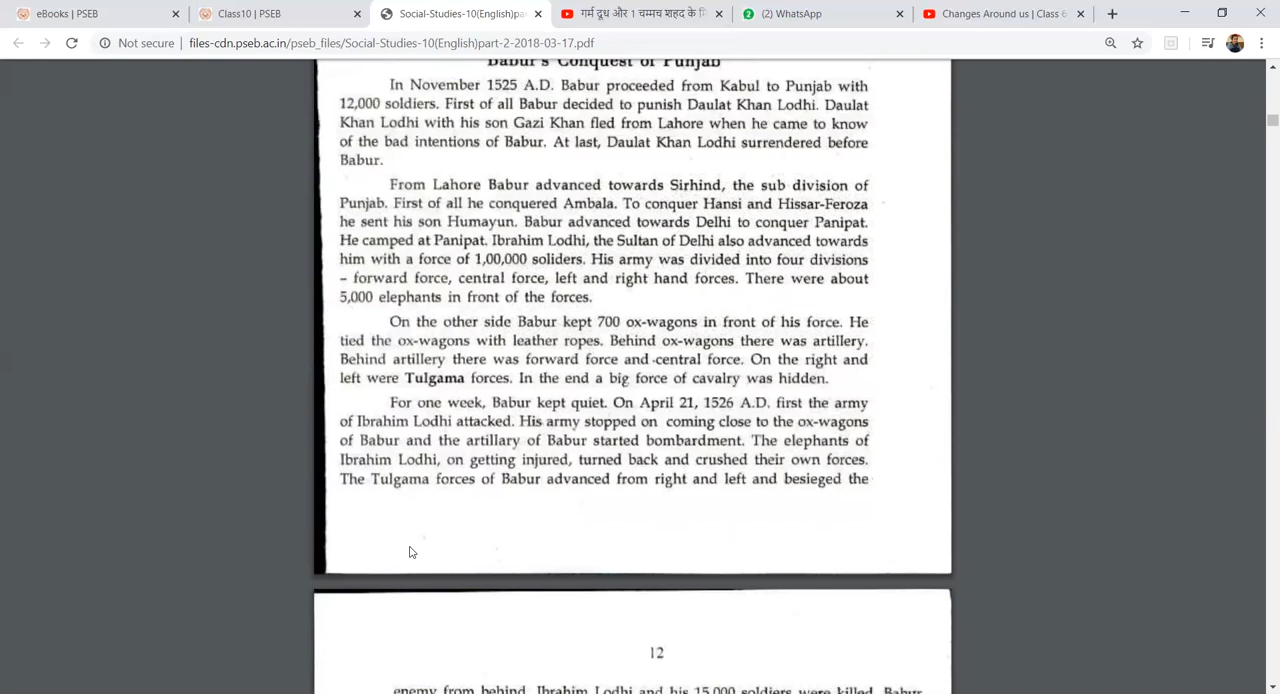 eBooks | PSEB
Class10 | PSEB
Social-Studies-10(English)pa
गर्म दूध और 1 चम्मच शहद के
(2) WhatsApp
Changes Around us | Class 6
Not secure | files-cdn.pseb.ac.in/pseb_files/Social-Studies-10(English)part-2-2018-03-17.pdf
Babur's Conquest of Punjab
In November 1525 A.D. Babur proceeded from Kabul to Punjab with
12,000 soldiers. First of all Babur decided to punish Daulat Khan Lodhi. Daulat
Khan Lodhi with his son Gazi Khan fled from Lahore when he came to know
of the bad intentions of Babur. At last, Daulat Khan Lodhi surrendered before
Babur.
From Lahore Babur advanced towards Sirhind, the sub division of
Punjab. First of all he conquered Ambala. To conquer Hansi and Hissar-Feroza
he sent his son Humayun. Babur advanced towards Delhi to conquer Panipat.
He camped at Panipat. Ibrahim Lodhi, the Sultan of Delhi also advanced towards
him with a force of 1,00,000 soliders. His army was divided into four divisions
– forward force, central force, left and right hand forces. There were about
5,000 elephants in front of the forces.
On the other side Babur kept 700 ox-wagons in front of his force. He
tied the ox-wagons with leather ropes. Behind ox-wagons there was artillery.
Behind artillery there was forward force and central force. On the right and
left were Tulgama forces. In the end a big force of cavalry was hidden.
For one week, Babur kept quiet. On April 21, 1526 A.D. first the army
of Ibrahim Lodhi attacked. His army stopped on coming close to the ox-wagons
of Babur and the artillary of Babur started bombardment. The elephants of
Ibrahim Lodhi, on getting injured, turned back and crushed their own forces.
The Tulgama forces of Babur advanced from right and left and besieged the
12
enemy from behind. Ibrahim Lodhi and his 15,000 soldiers were killed. Babur